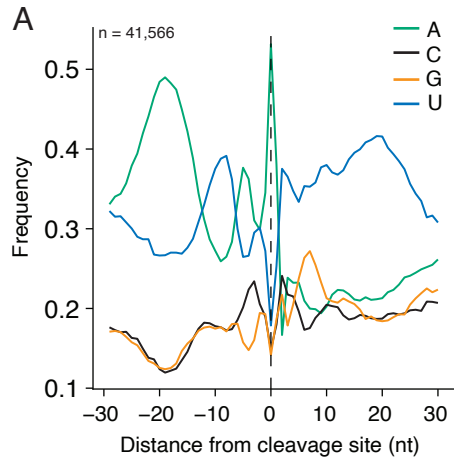 A
n = 41,566
A
C
G
U
Frequency
0.5
0.4
0.3
0.2
0.1
−30 −20 −10 0 10 20 30
Distance from cleavage site (nt)